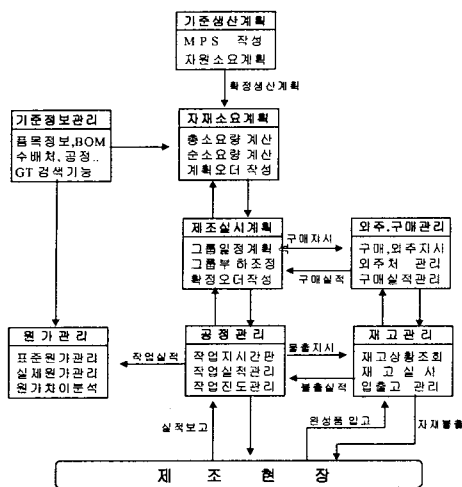 기준생산계획
MPS 작성
자원소요계획
확정생산계획
기준정보관리
품목정보,BOM
수배처, 공정..
GT 검색기능
자재소요계획
총소요량 계산
순소요량 계산
계획오더 작성
제조실시계획
그룹일정계획
그룹부하조정
확정오더작성
구매지시
구매실적
외주.구매관리
구매,외주지시
외주처 관리
구매실적관리
원가관리
표준원가관리
실제원가관리
원가차이분석
작업실적
공정관리
작업지시간판
작업실적관리
작업진도관리
불출지시
불출실적
재고관리
재고상황조회
재고실사
입출고 관리
실적보고
완성품 입고
자재불출
제 조 현 장